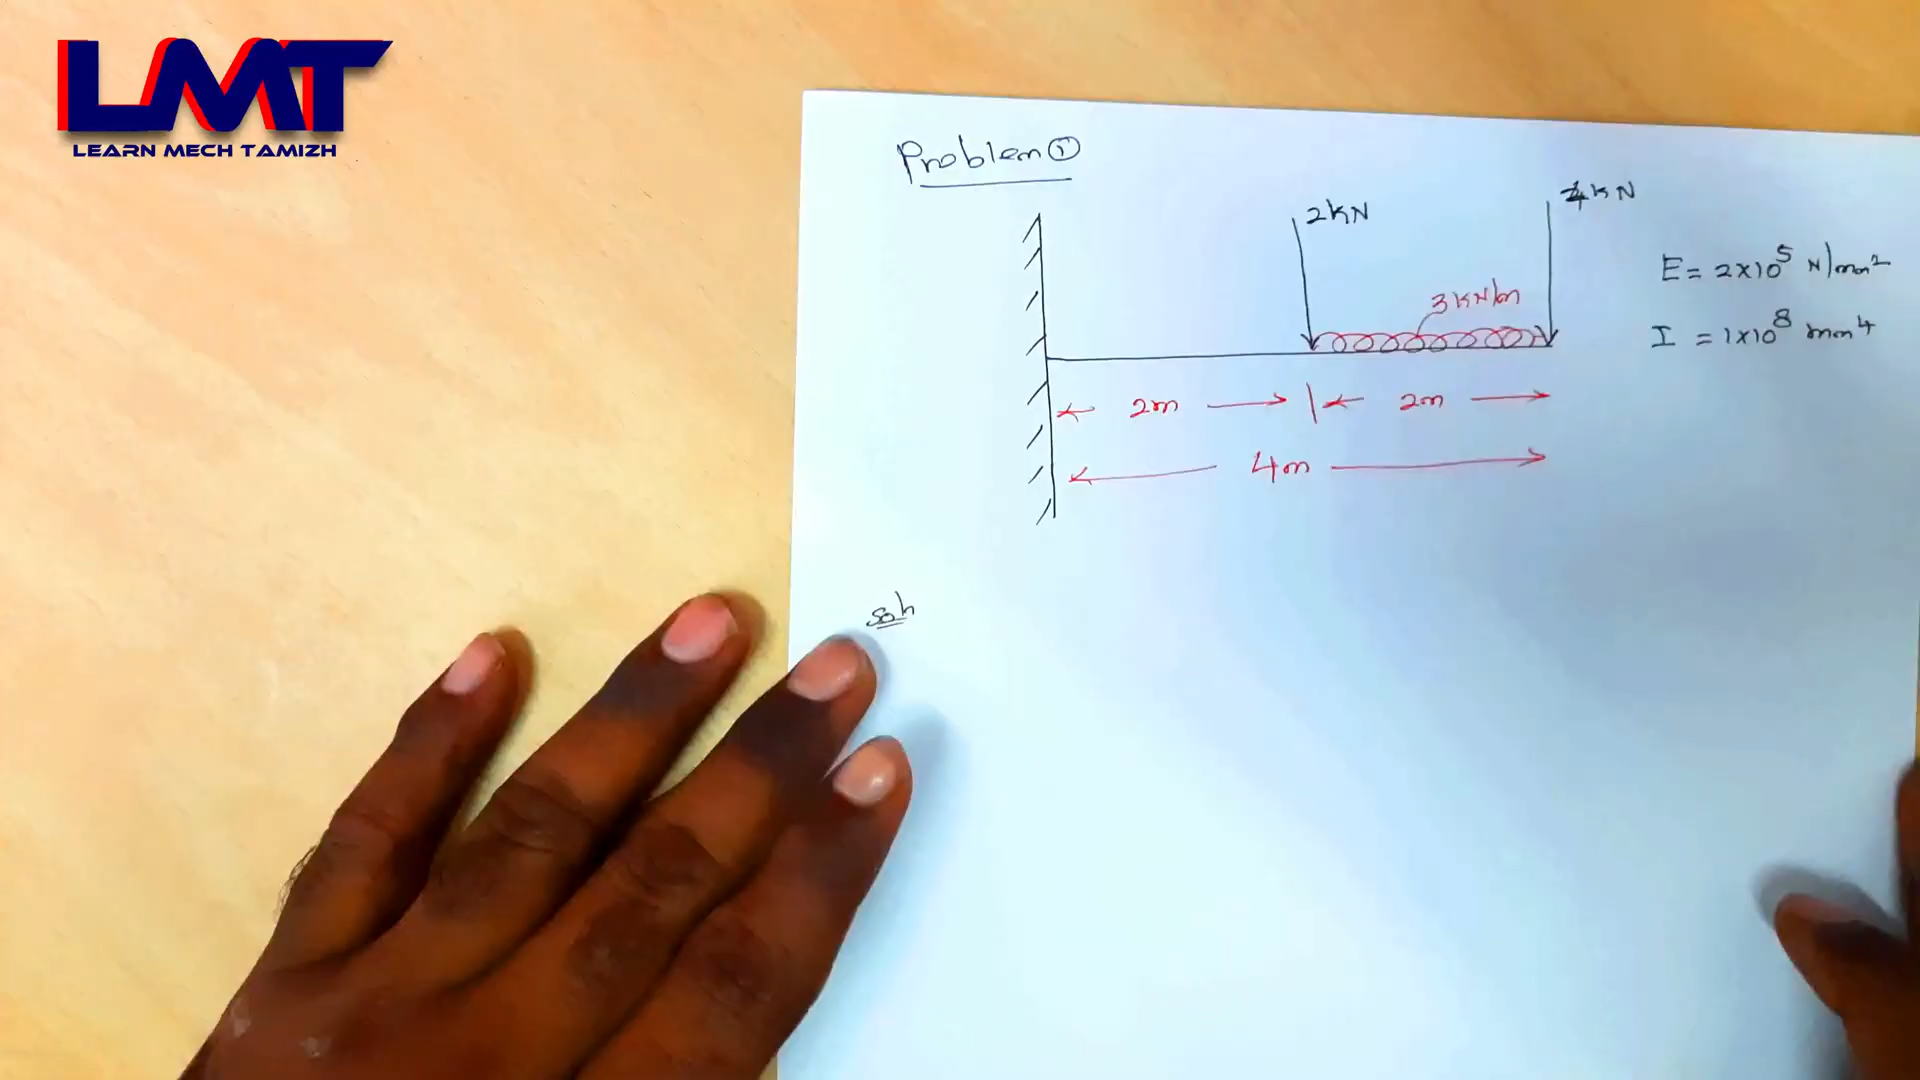 LMT
LEARN MECH TAMIZH
Problem ①
2kN
4kN
3kN/m
E = 2×10⁵ N/mm²
I = 1×10⁸ mm⁴
2m
2m
4m
Soln